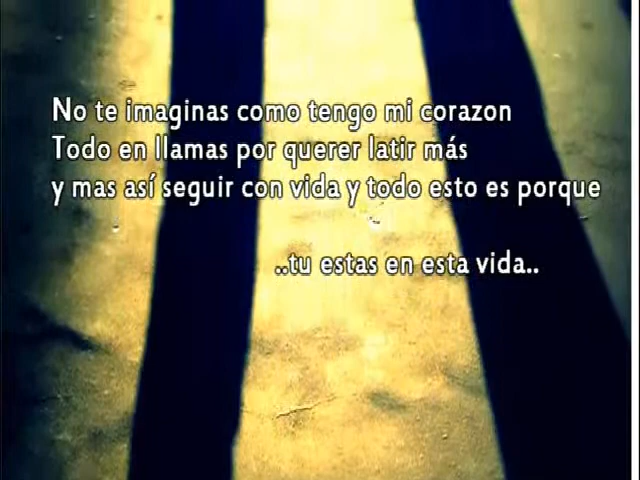 No te imaginas como tengo mi corazon
Todo en llamas por querer latir más
y mas así seguir con vida y todo esto es porque
..tu estas en esta vida..